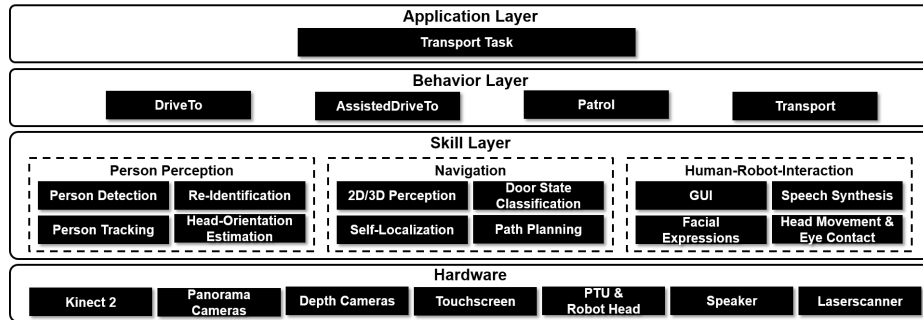 Application Layer
Transport Task
Behavior Layer
DriveTo
AssistedDriveTo
Patrol
Transport
Skill Layer
Person Perception
Person Detection
Re-Identification
Person Tracking
Head-Orientation
Estimation
Navigation
2D/3D Perception
Door State
Classification
Self-Localization
Path Planning
Human-Robot-Interaction
GUI
Speech Synthesis
Facial
Expressions
Head Movement &
Eye Contact
Hardware
Kinect 2
Panorama
Cameras
Depth Cameras
Touchscreen
PTU &
Robot Head
Speaker
Laserscanner